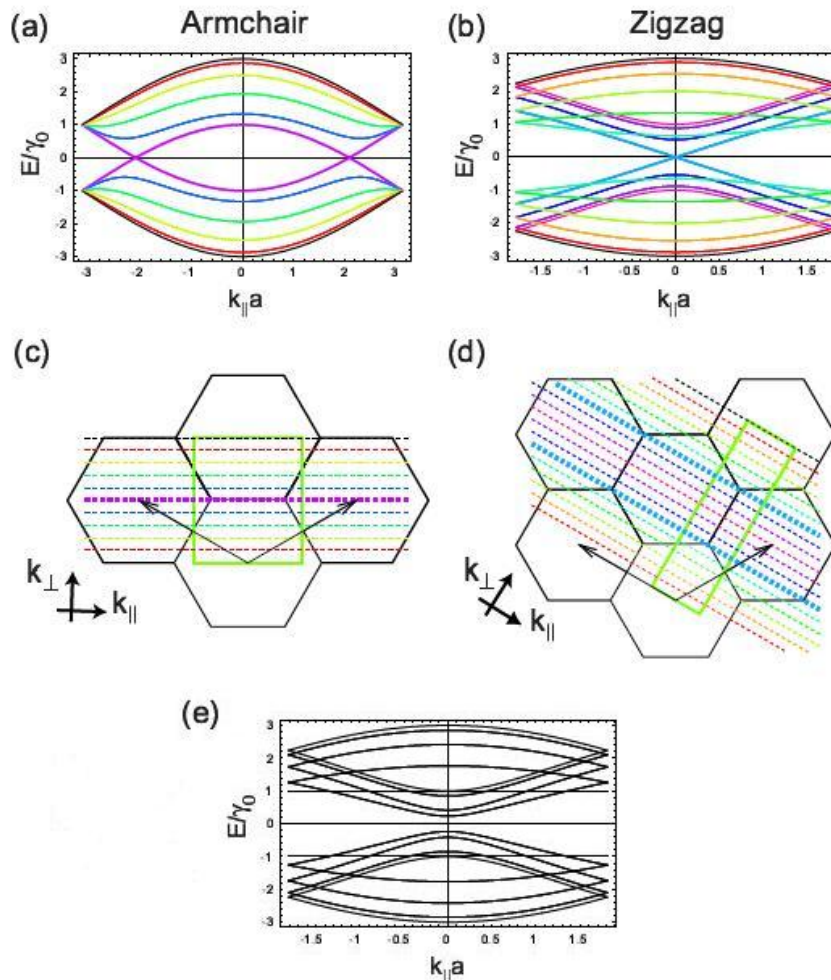 Armchair
Zigzag
(a)
(b)
3
2
1
0
-1
-2
-3
E/γ0
-3 -2 -1 0 1 2 3
k∥a
3
2
1
0
-1
-2
-3
E/γ0
-1.5 -1 -0.5 0 0.5 1 1.5
k∥a
(c)
(d)
k⊥
k∥
k⊥
k∥
(e)
3
2
1
0
-1
-2
-3
E/γ0
-1.5 -1 -0.5 0 0.5 1 1.5
k∥a